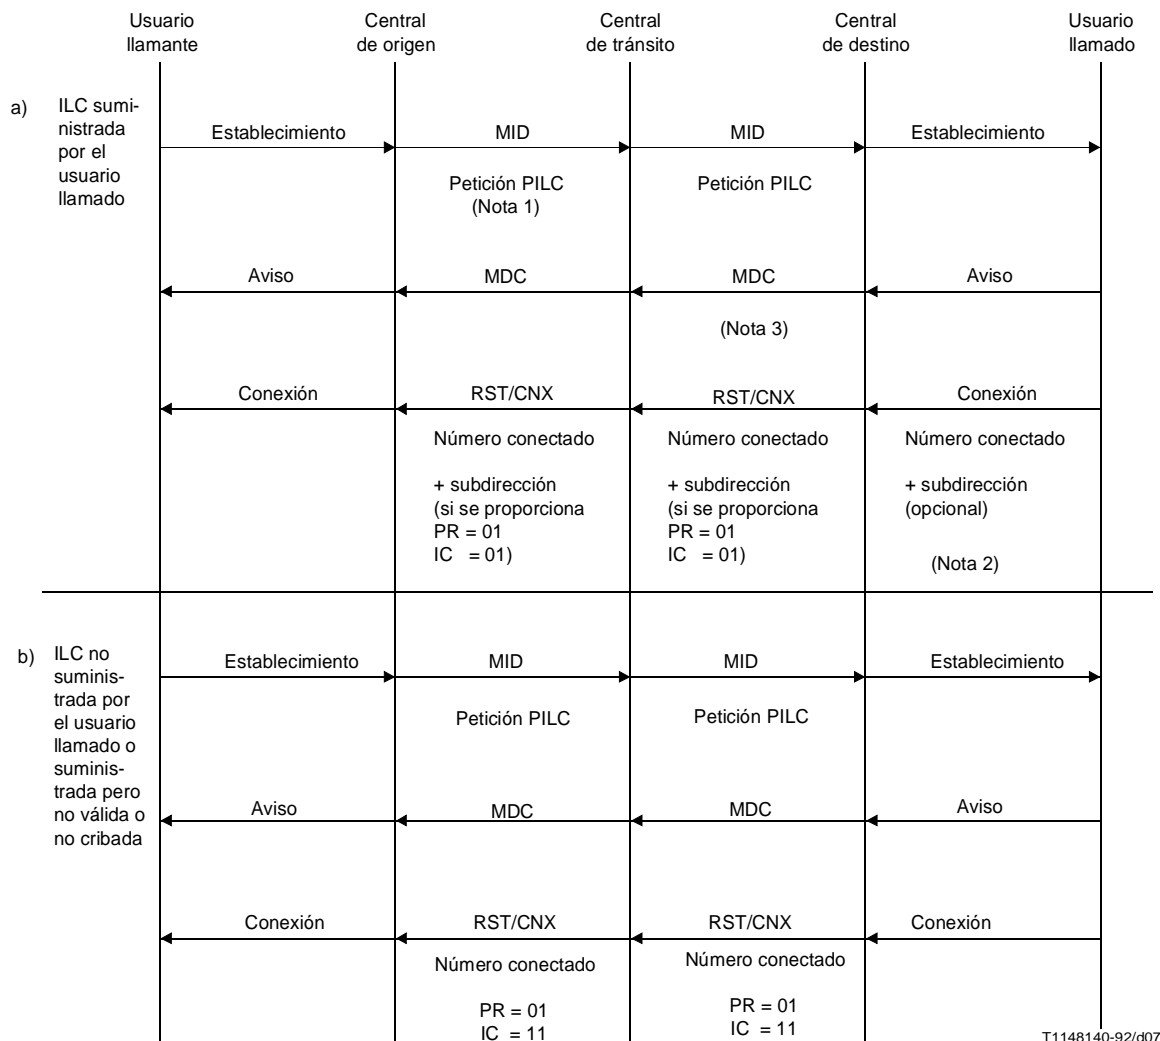 Usuario
llamante
Central
de origen
Central
de tránsito
Central
de destino
Usuario
llamado
a)
ILC sumi-
nistrada
por el
usuario
llamado
Establecimiento
MID
MID
Establecimiento
Petición PILC
(Nota 1)
Petición PILC
Aviso
MDC
MDC
Aviso
(Nota 3)
Conexión
RST/CNX
RST/CNX
Conexión
Número conectado
+ subdirección
(si se proporciona
PR = 01
IC = 01)
Número conectado
+ subdirección
(si se proporciona
PR = 01
IC = 01)
Número conectado
+ subdirección
(opcional)
(Nota 2)
b)
ILC no
suminis-
trada por
el usuario
llamado o
suminis-
trada pero
no válida o
no cribada
Establecimiento
MID
MID
Establecimiento
Petición PILC
Petición PILC
Aviso
MDC
MDC
Aviso
Conexión
RST/CNX
RST/CNX
Conexión
Número conectado
PR = 01
IC = 11
Número conectado
PR = 01
IC = 11
T1148140-92/d07